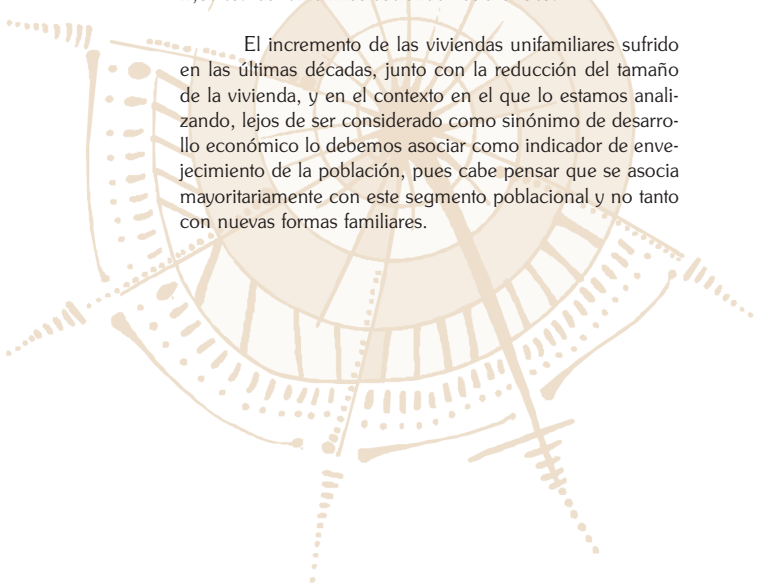 El incremento de las viviendas unifamiliares sufrido
en las últimas décadas, junto con la reducción del tamaño
de la vivienda, y en el contexto en el que lo estamos anali-
zando, lejos de ser considerado como sinónimo de desarro-
llo económico lo debemos asociar como indicador de enve-
jecimiento de la población, pues cabe pensar que se asocia
mayoritariamente con este segmento poblacional y no tanto
con nuevas formas familiares.